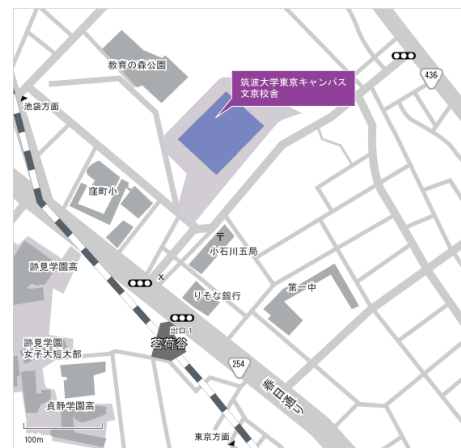 教育の森公園
筑波大学東京キャンパス
文京校舎
436
池袋方面
窪町小
〒
小石川五局
跡見学園高
X
りそな銀行
第一中
出口1
茗荷谷
跡見学園
女子大短大部
254
春日通り
貞静学園高
100m
東京方面